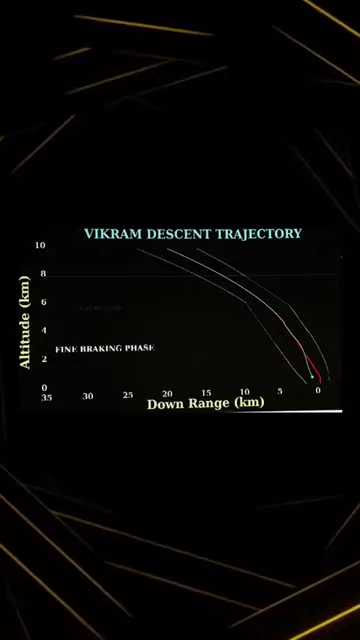 VIKRAM DESCENT TRAJECTORY
10
8
6
4
2
0
Altitude (km)
FINE BRAKING PHASE
35 30 25 20 15 10 5 0
Down Range (km)